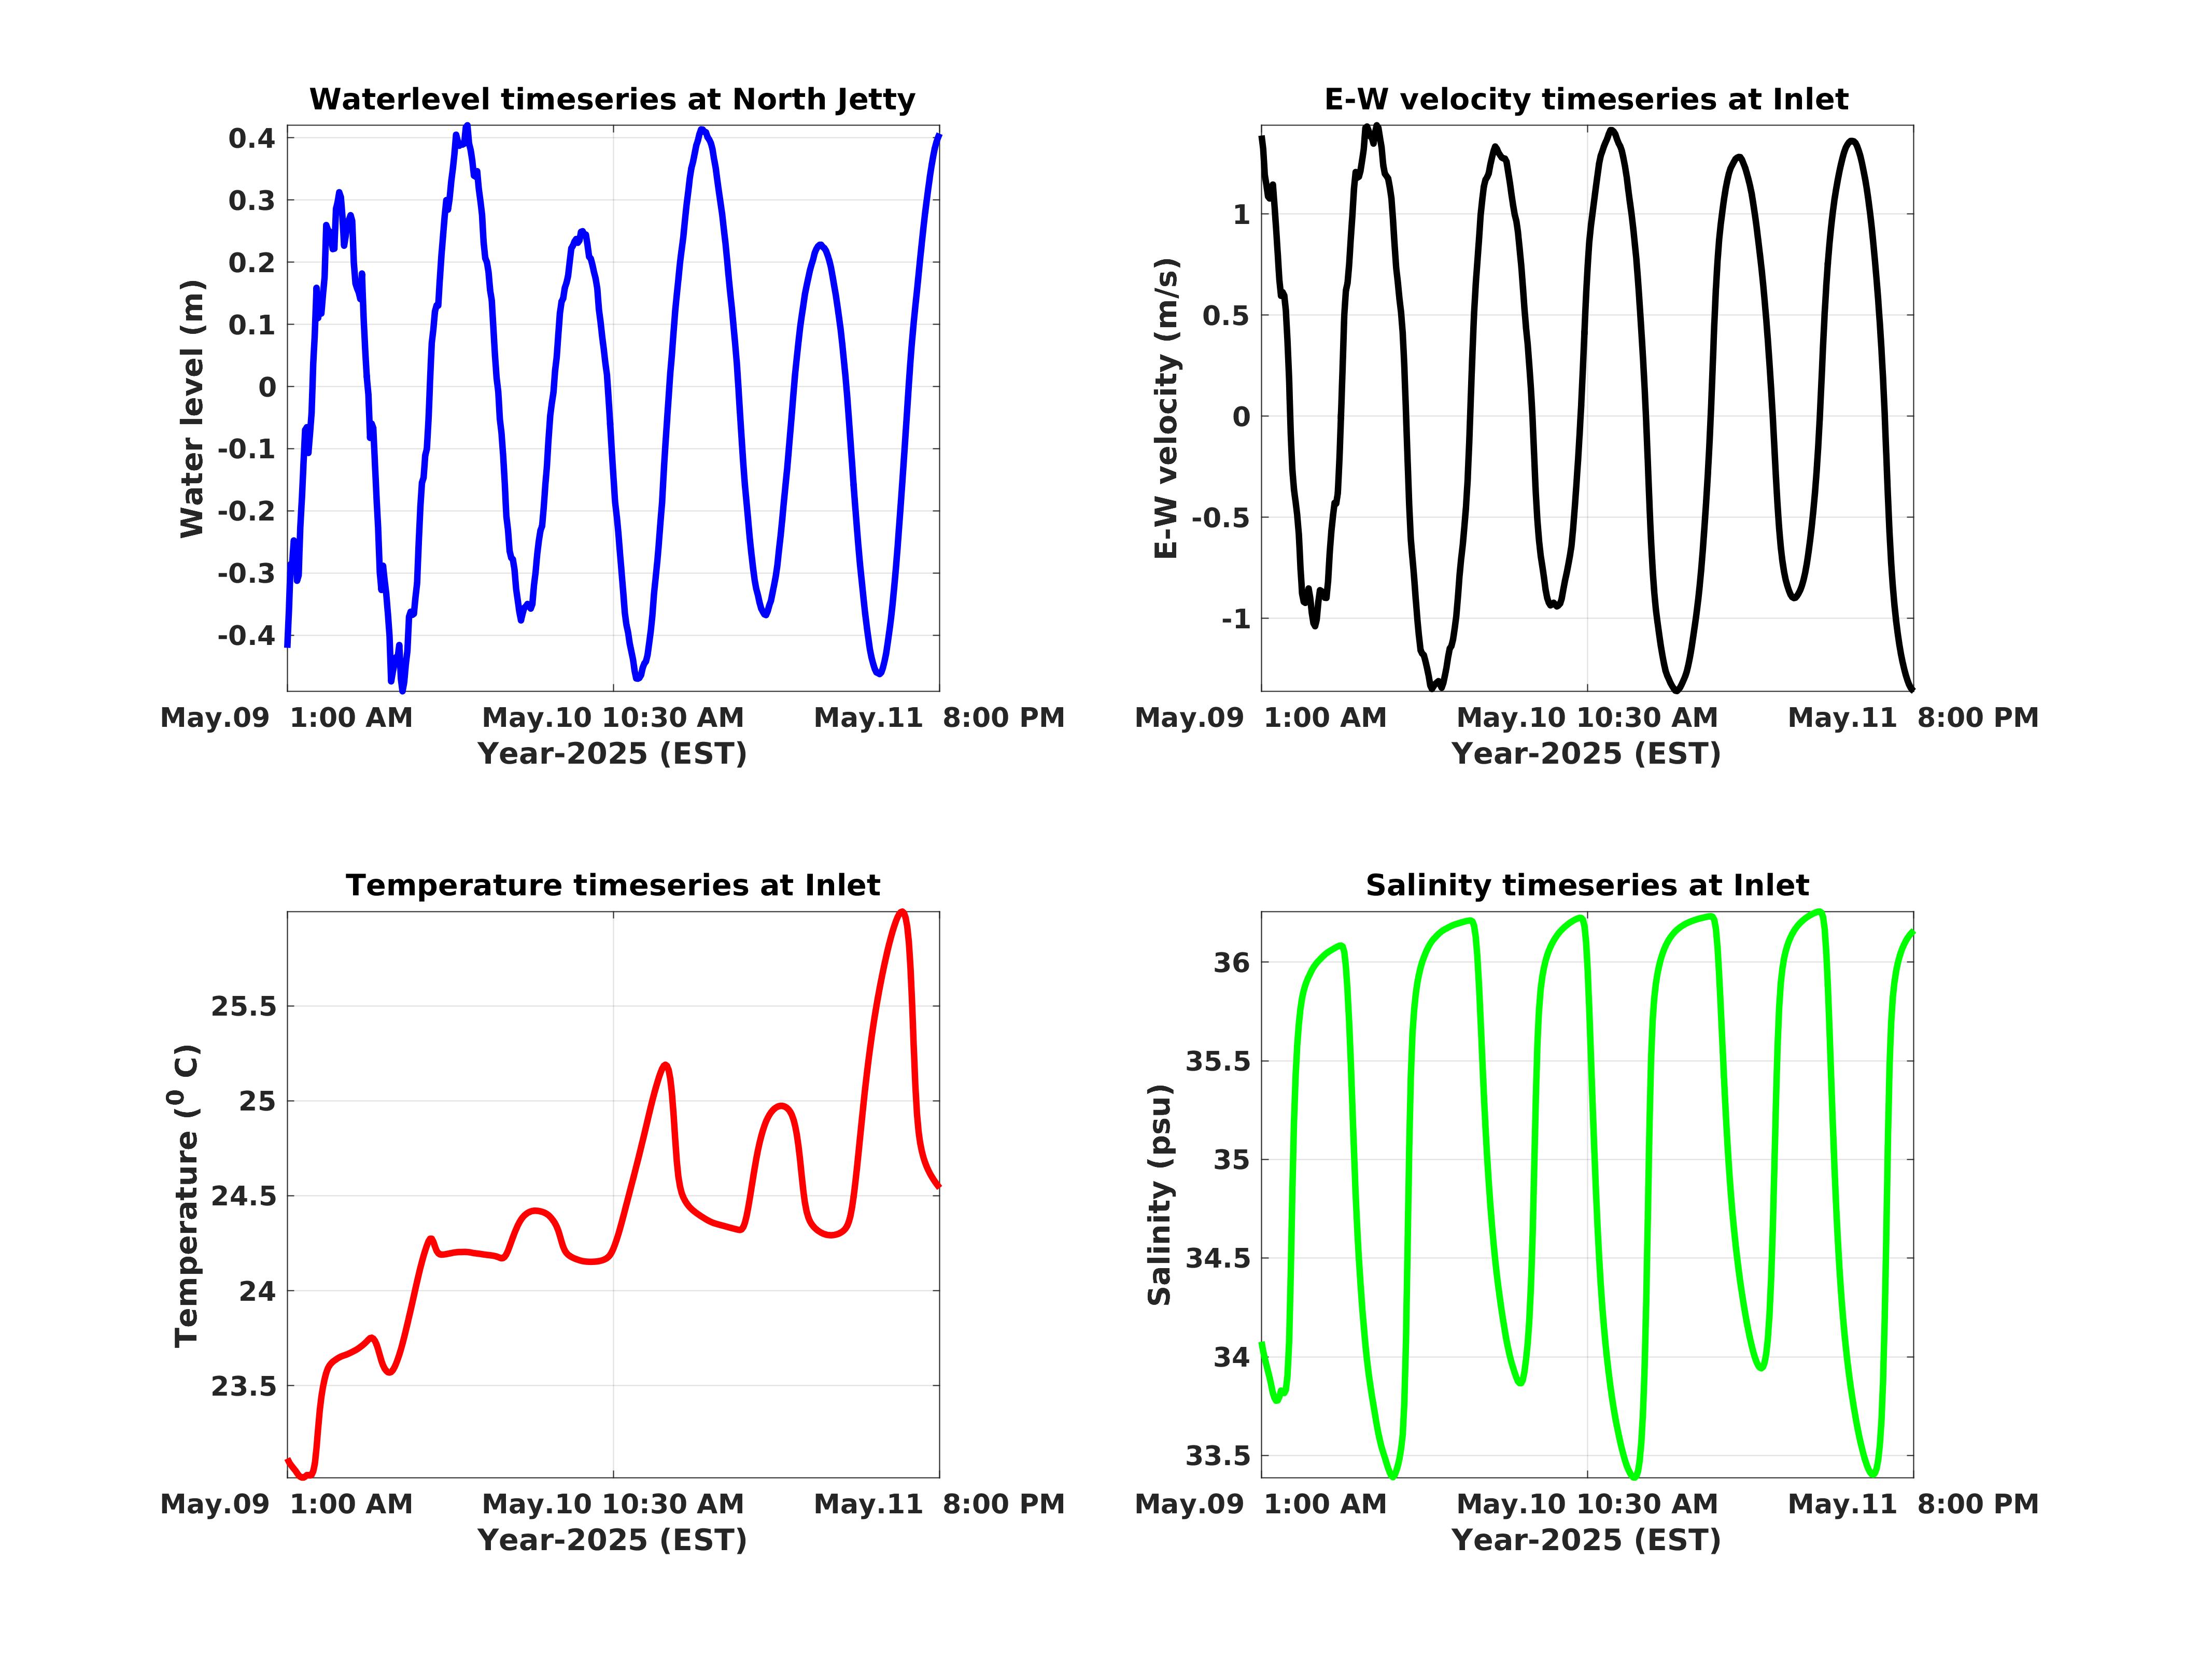 Waterlevel timeseries at North Jetty
Water level (m)
0.4
0.3
0.2
0.1
0
-0.1
-0.2
-0.3
-0.4
May.09 1:00 AM
May.10 10:30 AM
May.11 8:00 PM
Year-2025 (EST)
E-W velocity timeseries at Inlet
E-W velocity (m/s)
1
0.5
0
-0.5
-1
May.09 1:00 AM
May.10 10:30 AM
May.11 8:00 PM
Year-2025 (EST)
Temperature timeseries at Inlet
Temperature (⁰ C)
25.5
25
24.5
24
23.5
May.09 1:00 AM
May.10 10:30 AM
May.11 8:00 PM
Year-2025 (EST)
Salinity timeseries at Inlet
Salinity (psu)
36
35.5
35
34.5
34
33.5
May.09 1:00 AM
May.10 10:30 AM
May.11 8:00 PM
Year-2025 (EST)